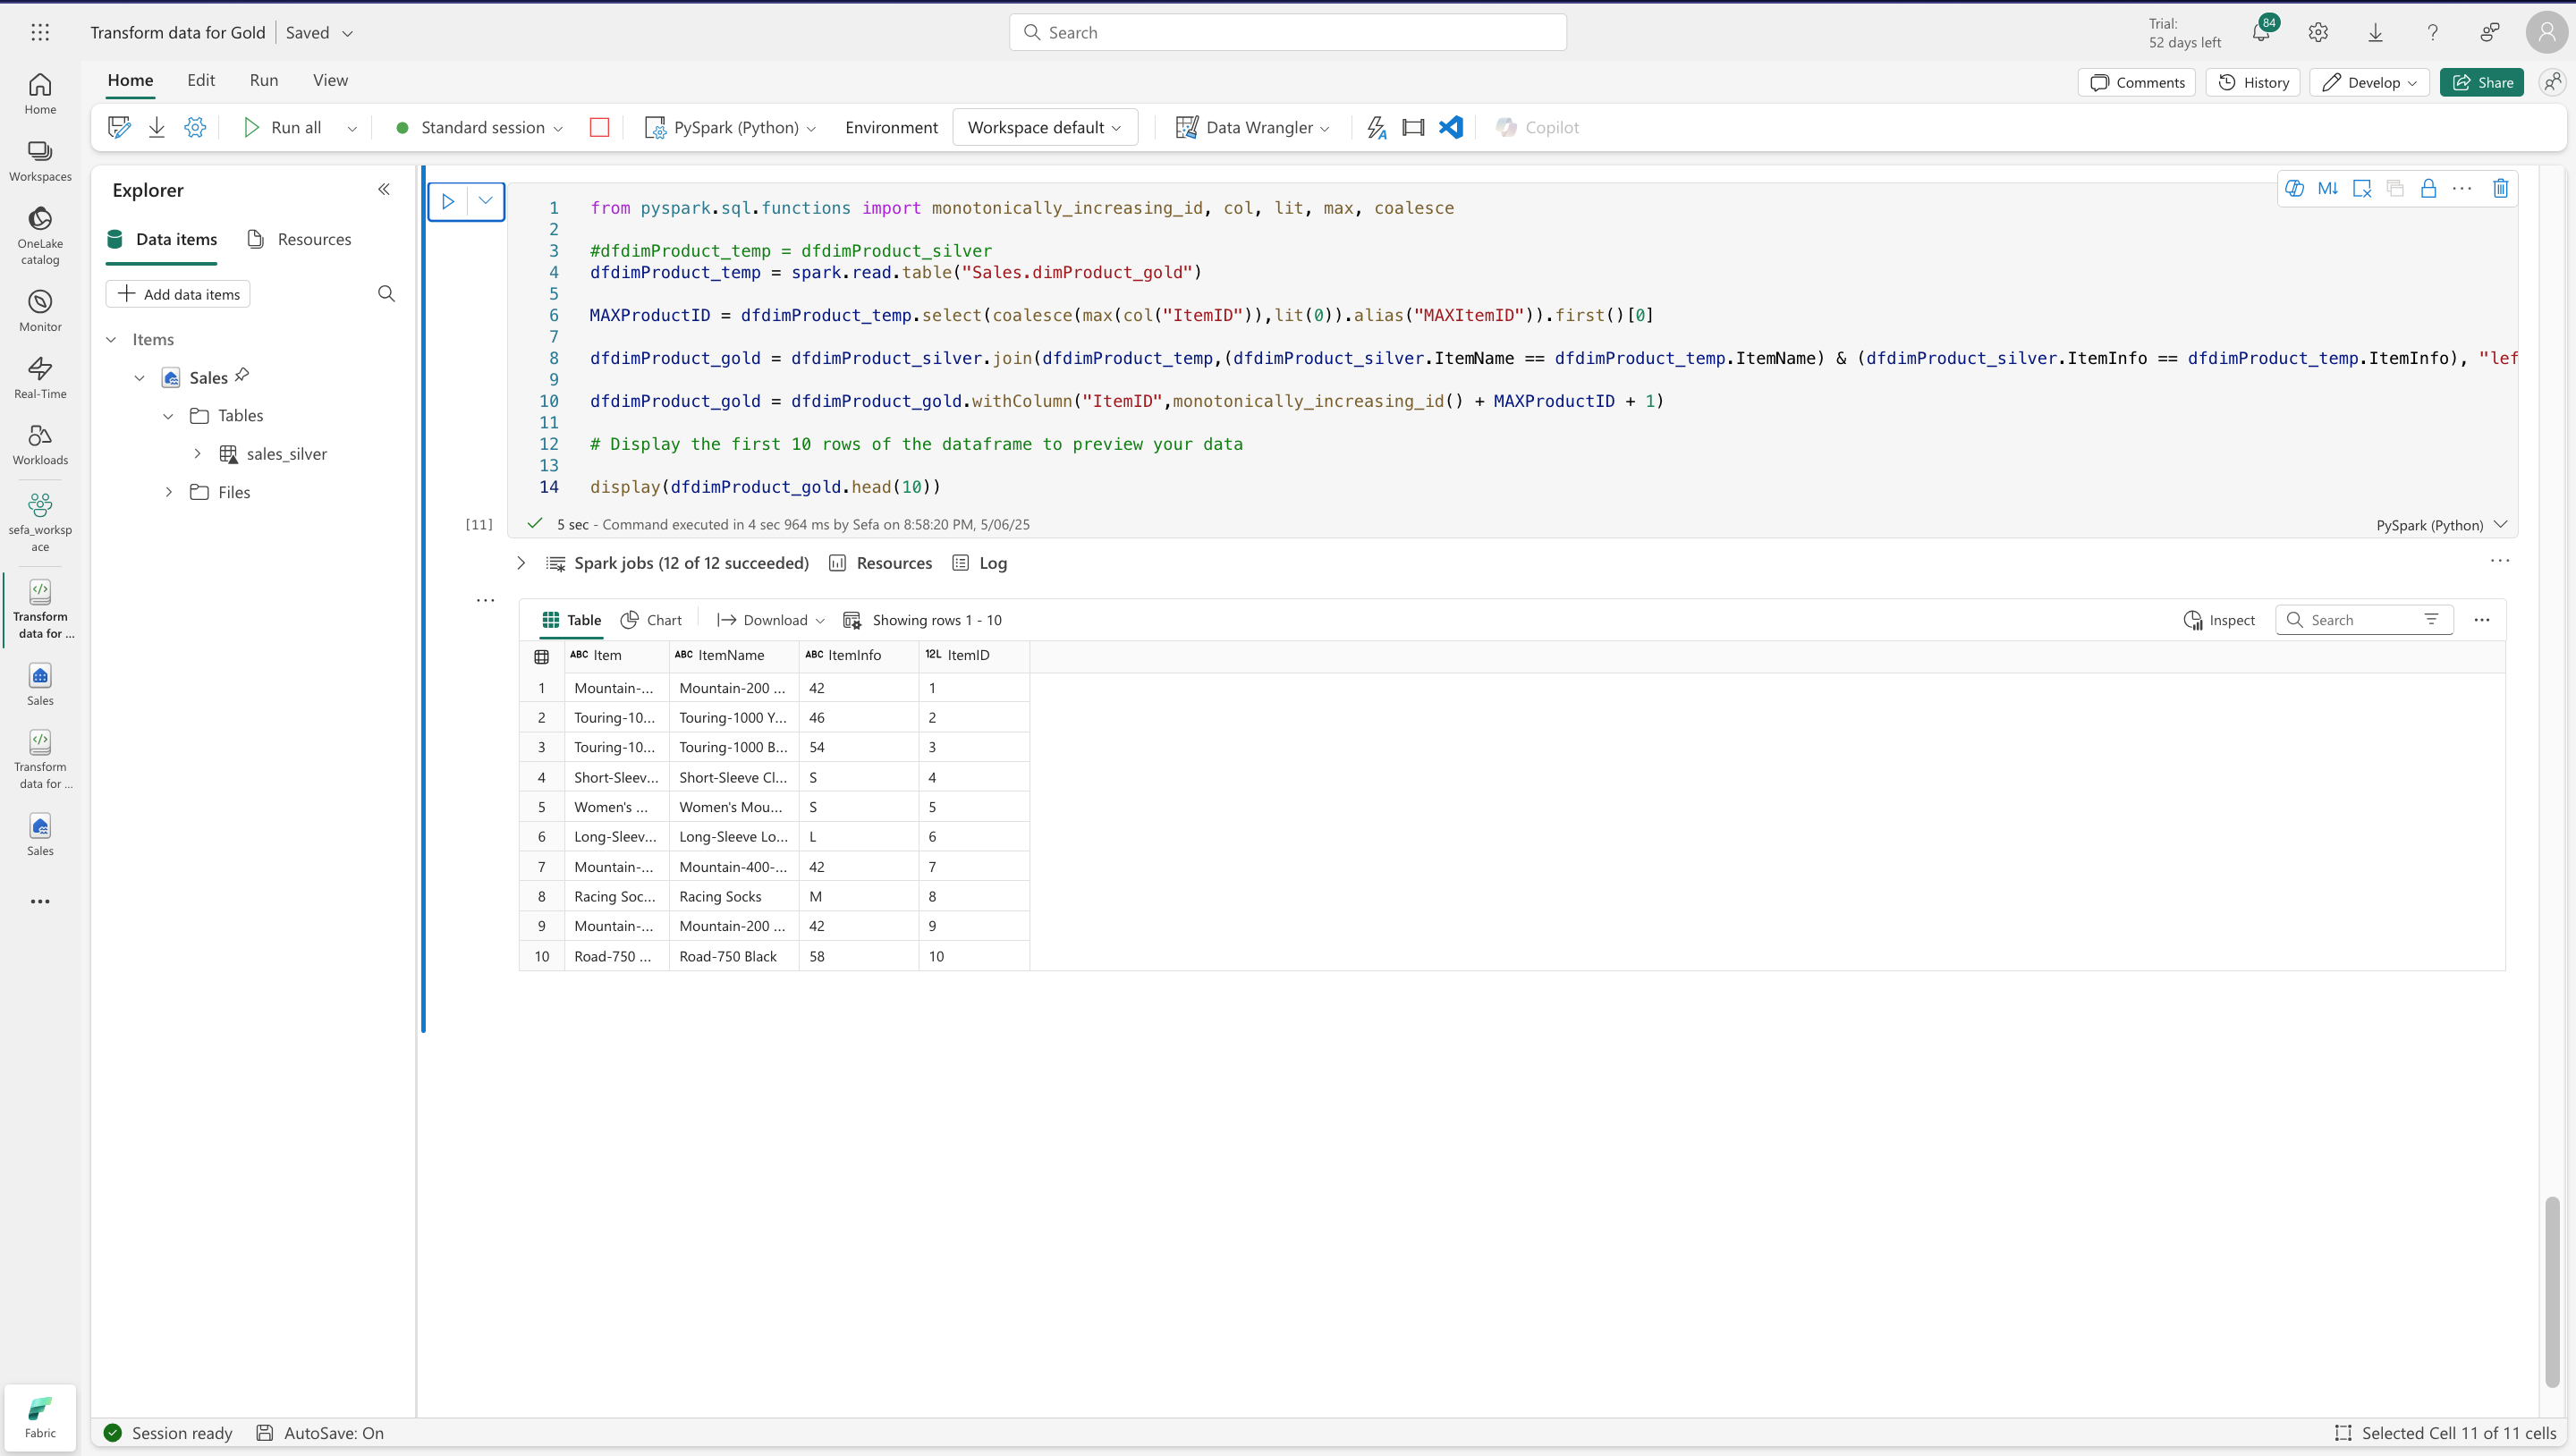 Transform data for Gold
Saved
Search
Trial:
52 days left
84
Home
Edit
Run
View
Comments
History
Develop
Share
Run all
Standard session
PySpark (Python)
Environment
Workspace default
Data Wrangler
Copilot
Home
Workspaces
OneLake
catalog
Monitor
Real-Time
Workloads
sefa_worksp
ace
Transform
data for ...
Sales
Transform
data for ...
Sales
Fabric
Explorer
Data items
Resources
Add data items
Items
Sales
Tables
sales_silver
Files
M↓
1 from pyspark.sql.functions import monotonically_increasing_id, col, lit, max, coalesce
2
3 #dfdimProduct_temp = dfdimProduct_silver
4 dfdimProduct_temp = spark.read.table("Sales.dimProduct_gold")
5
6 MAXProductID = dfdimProduct_temp.select(coalesce(max(col("ItemID")),lit(0)).alias("MAXItemID")).first()[0]
7
8 dfdimProduct_gold = dfdimProduct_silver.join(dfdimProduct_temp,(dfdimProduct_silver.ItemName == dfdimProduct_temp.ItemName) & (dfdimProduct_silver.ItemInfo == dfdimProduct_temp.ItemInfo), "lef
9
10 dfdimProduct_gold = dfdimProduct_gold.withColumn("ItemID",monotonically_increasing_id() + MAXProductID + 1)
11
12 # Display the first 10 rows of the dataframe to preview your data
13
14 display(dfdimProduct_gold.head(10))
[11] 5 sec - Command executed in 4 sec 964 ms by Sefa on 8:58:20 PM, 5/06/25
PySpark (Python)
Spark jobs (12 of 12 succeeded)
Resources
Log
Table
Chart
Download
Showing rows 1 - 10
Inspect
Search
ABC Item ABC ItemName ABC ItemInfo 12L ItemID
1 Mountain-... Mountain-200 ... 42 1
2 Touring-10... Touring-1000 Y... 46 2
3 Touring-10... Touring-1000 B... 54 3
4 Short-Sleev... Short-Sleeve Cl... S 4
5 Women's ... Women's Mou... S 5
6 Long-Sleev... Long-Sleeve Lo... L 6
7 Mountain-... Mountain-400-... 42 7
8 Racing Soc... Racing Socks M 8
9 Mountain-... Mountain-200 ... 42 9
10 Road-750 ... Road-750 Black 58 10
Session ready
AutoSave: On
Selected Cell 11 of 11 cells